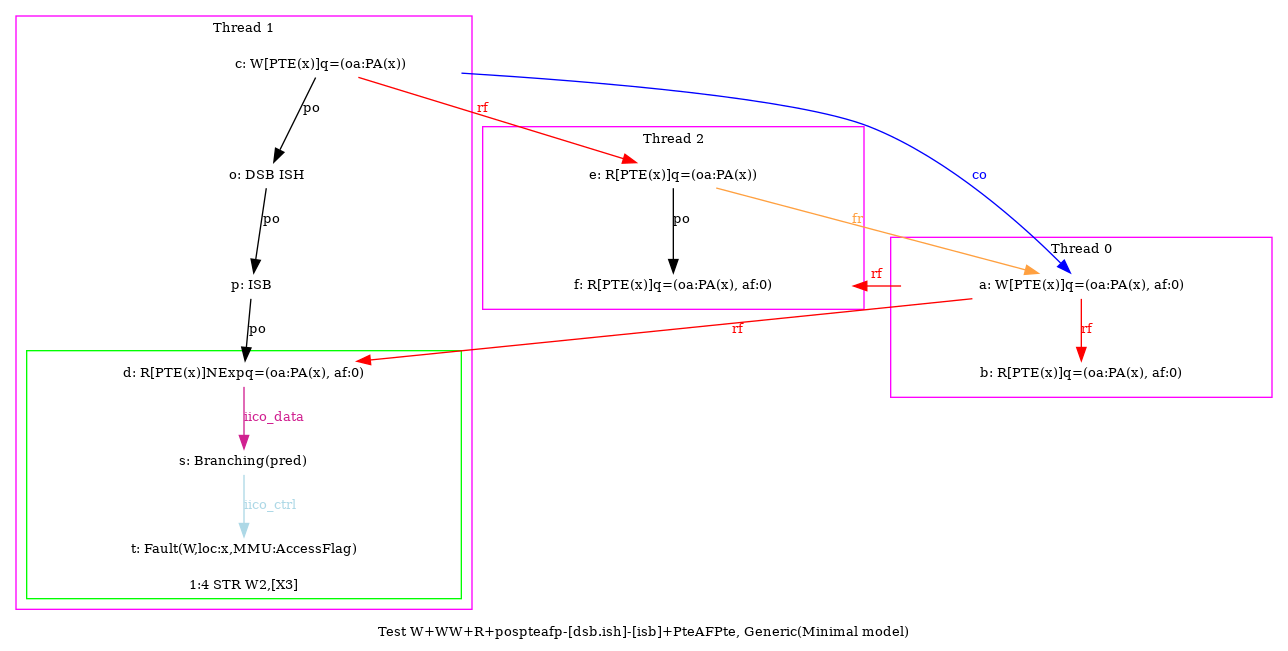 Thread 1
c: W[PTE(x)]q=(oa:PA(x))
po
rf
Thread 2
o: DSB ISH
e: R[PTE(x)]q=(oa:PA(x))
co
po
po
fr
Thread 0
p: ISB
f: R[PTE(x)]q=(oa:PA(x), af:0)
rf
a: W[PTE(x)]q=(oa:PA(x), af:0)
po
rf
rf
d: R[PTE(x)]NExpq=(oa:PA(x), af:0)
b: R[PTE(x)]q=(oa:PA(x), af:0)
iico_data
s: Branching(pred)
iico_ctrl
t: Fault(W,loc:x,MMU:AccessFlag)
1:4 STR W2,[X3]
Test W+WW+R+pospteafp-[dsb.ish]-[isb]+PteAFPte, Generic(Minimal model)